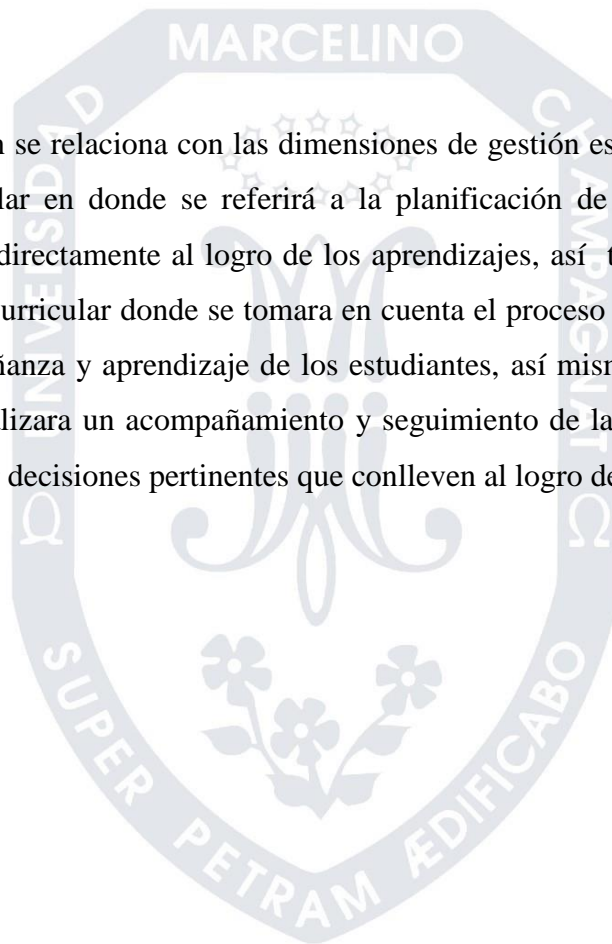 MARCELINO
UNIVERSIDAD
CHAMPAGNAT
n se relaciona con las dimensiones de gestión es
lar en donde se referirá a la planificación de
directamente al logro de los aprendizajes, así t
urricular donde se tomara en cuenta el proceso
ñanza y aprendizaje de los estudiantes, así mism
lizara un acompañamiento y seguimiento de la
decisiones pertinentes que conlleven al logro de
Ω Ω
SUPER PETRAM ÆDIFICABO